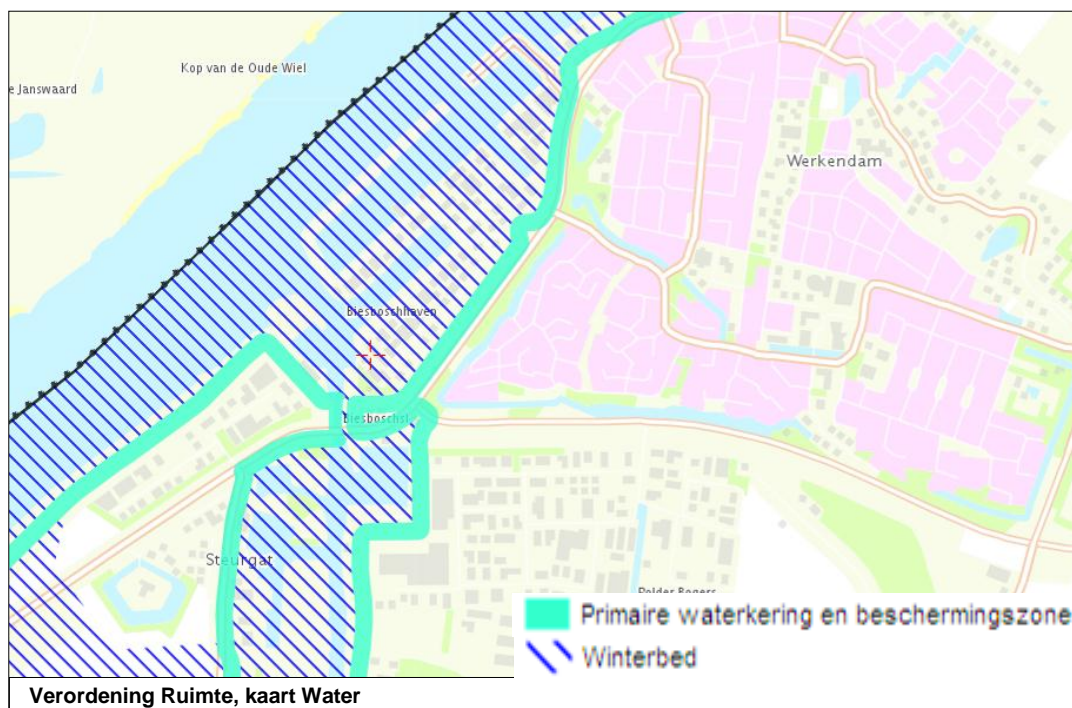 Kop van de Oude Wiel
e Janswaard
Werkendam
Biesboschhaven
Biesboschsl
Steurgat
Polder Bogers
Primaire waterkering en beschermingszone
Winterbed
Verordening Ruimte, kaart Water